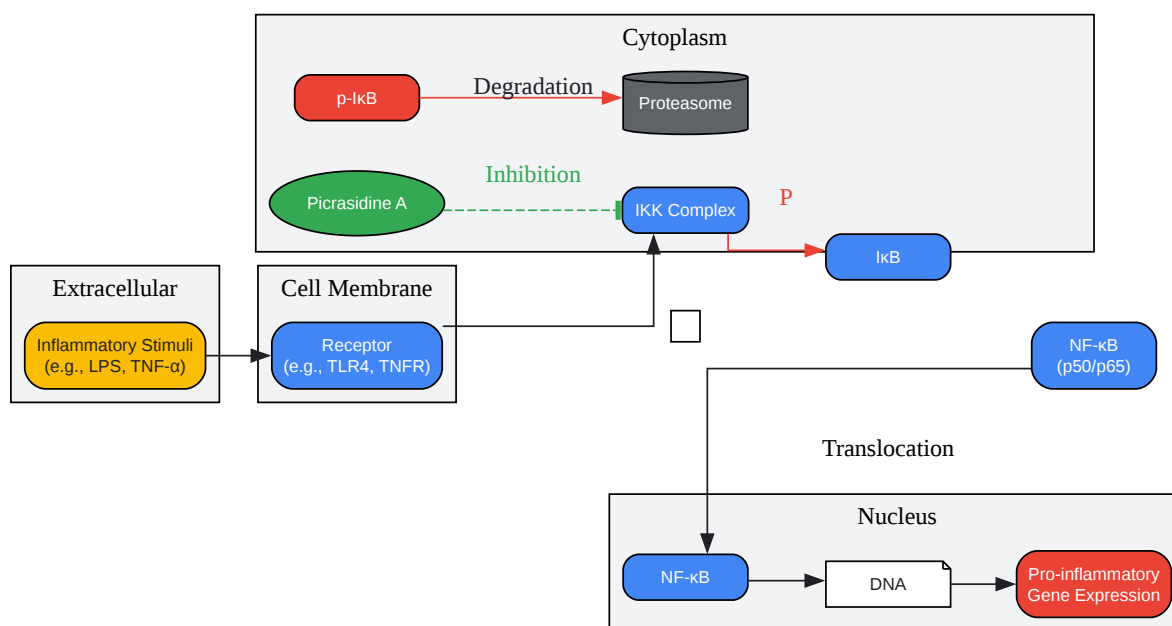 Cytoplasm
p-IκB
Degradation
Proteasome
Picrasidine A
Inhibition
IKK Complex
P
IκB
Extracellular
Inflammatory Stimuli
(e.g., LPS, TNF-α)
Cell Membrane
Receptor
(e.g., TLR4, TNFR)
NF-κB
(p50/p65)
Translocation
Nucleus
NF-κB
DNA
Pro-inflammatory
Gene Expression